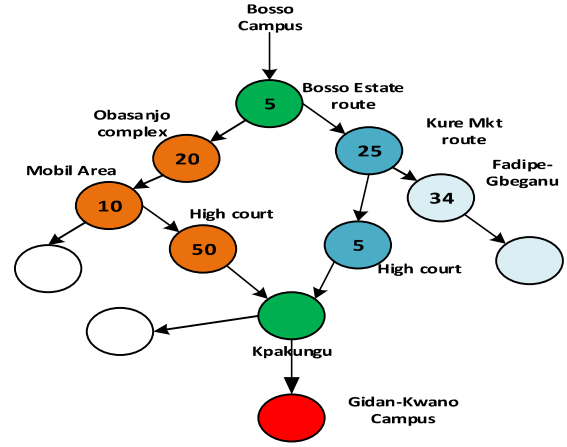 Bosso
Campus
5
Bosso Estate
route
Obasanjo
complex
20
25
Kure Mkt
route
Mobil Area
Fadipe-
Gbeganu
10
34
High court
50
5
High court
Kpakungu
Gidan-Kwano
Campus